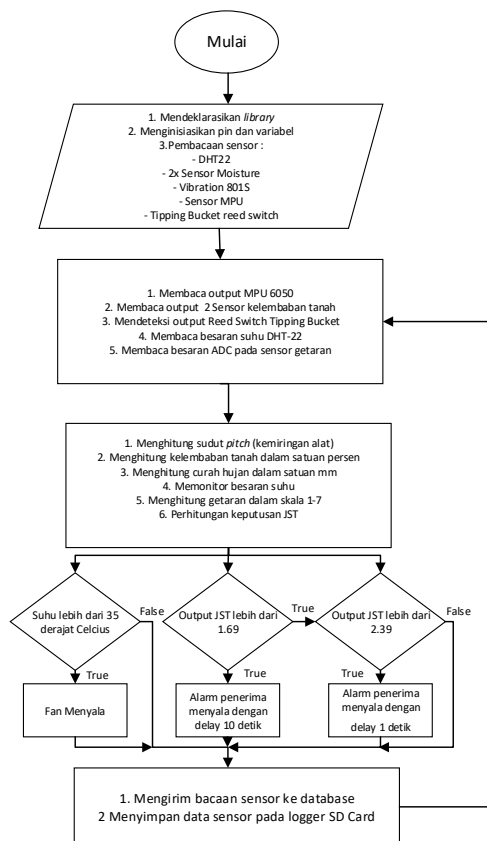 Mulai
1. Mendeklarasikan library
2. Menginisiasikan pin dan variabel
3.Pembacaan sensor :
- DHT22
- 2x Sensor Moisture
- Vibration 801S
- Sensor MPU
- Tipping Bucket reed switch
1. Membaca output MPU 6050
2. Membaca output 2 Sensor kelembaban tanah
3. Mendeteksi output Reed Switch Tipping Bucket
4. Membaca besaran suhu DHT-22
5. Membaca besaran ADC pada sensor getaran
1. Menghitung sudut pitch (kemiringan alat)
2. Menghitung kelembaban tanah dalam satuan persen
3. Menghitung curah hujan dalam satuan mm
4. Memonitor besaran suhu
5. Menghitung getaran dalam skala 1-7
6. Perhitungan keputusan JST
Suhu lebih dari 35
derajat Celcius
False
True
Fan Menyala
Output JST lebih dari
1.69
True
True
Alarm penerima
menyala dengan
delay 10 detik
Output JST lebih dari
2.39
False
True
Alarm penerima
menyala dengan
delay 1 detik
1. Mengirim bacaan sensor ke database
2 Menyimpan data sensor pada logger SD Card